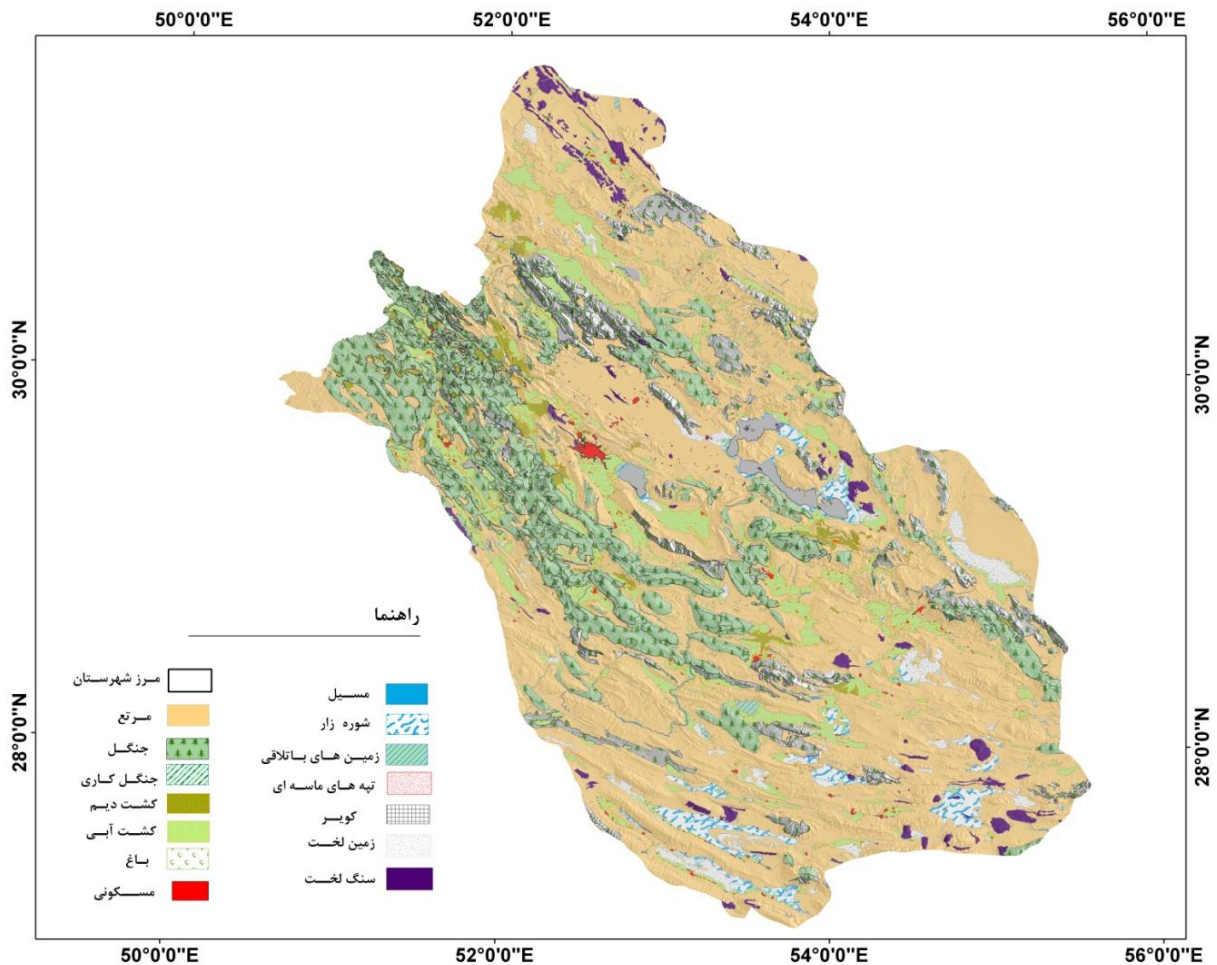 50°0'0"E 52°0'0"E 54°0'0"E 56°0'0"E
30°0'0"N 30°0'0"N
28°0'0"N 28°0'0"N
راهنما
مرز شهرستان
مرتع
جنگل
جنگل کاری
کشت دیم
کشت آبی
باغ
مسکونی
مسیل
شوره زار
زمین های باتلاقی
تپه های ماسه ای
کویر
زمین لخت
سنگ لخت
50°0'0"E 52°0'0"E 54°0'0"E 56°0'0"E